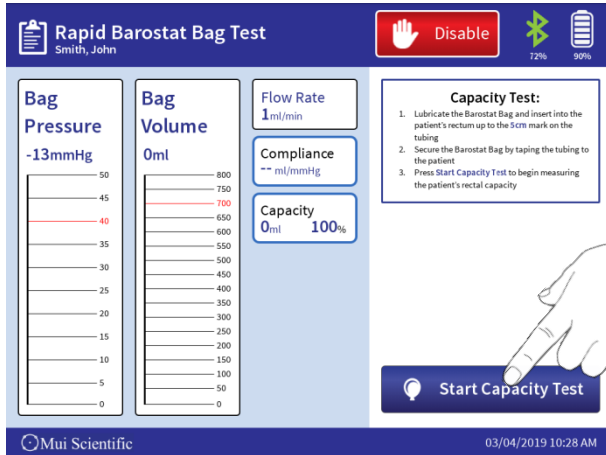 Rapid Barostat Bag Test
Smith, John
Disable
72%
90%
Bag
Pressure
-13mmHg
50
45
40
35
30
25
20
15
10
5
0
Bag
Volume
0ml
800
750
700
650
600
550
500
450
400
350
300
250
200
150
100
50
0
Flow Rate
1ml/min
Compliance
-- ml/mmHg
Capacity
0ml 100%
Capacity Test:
1. Lubricate the Barostat Bag and insert into the
patient's rectum up to the 5cm mark on the
tubing
2. Secure the Barostat Bag by taping the tubing to
the patient
3. Press Start Capacity Test to begin measuring
the patient's rectal capacity
Start Capacity Test
Mui Scientific
03/04/2019 10:28 AM